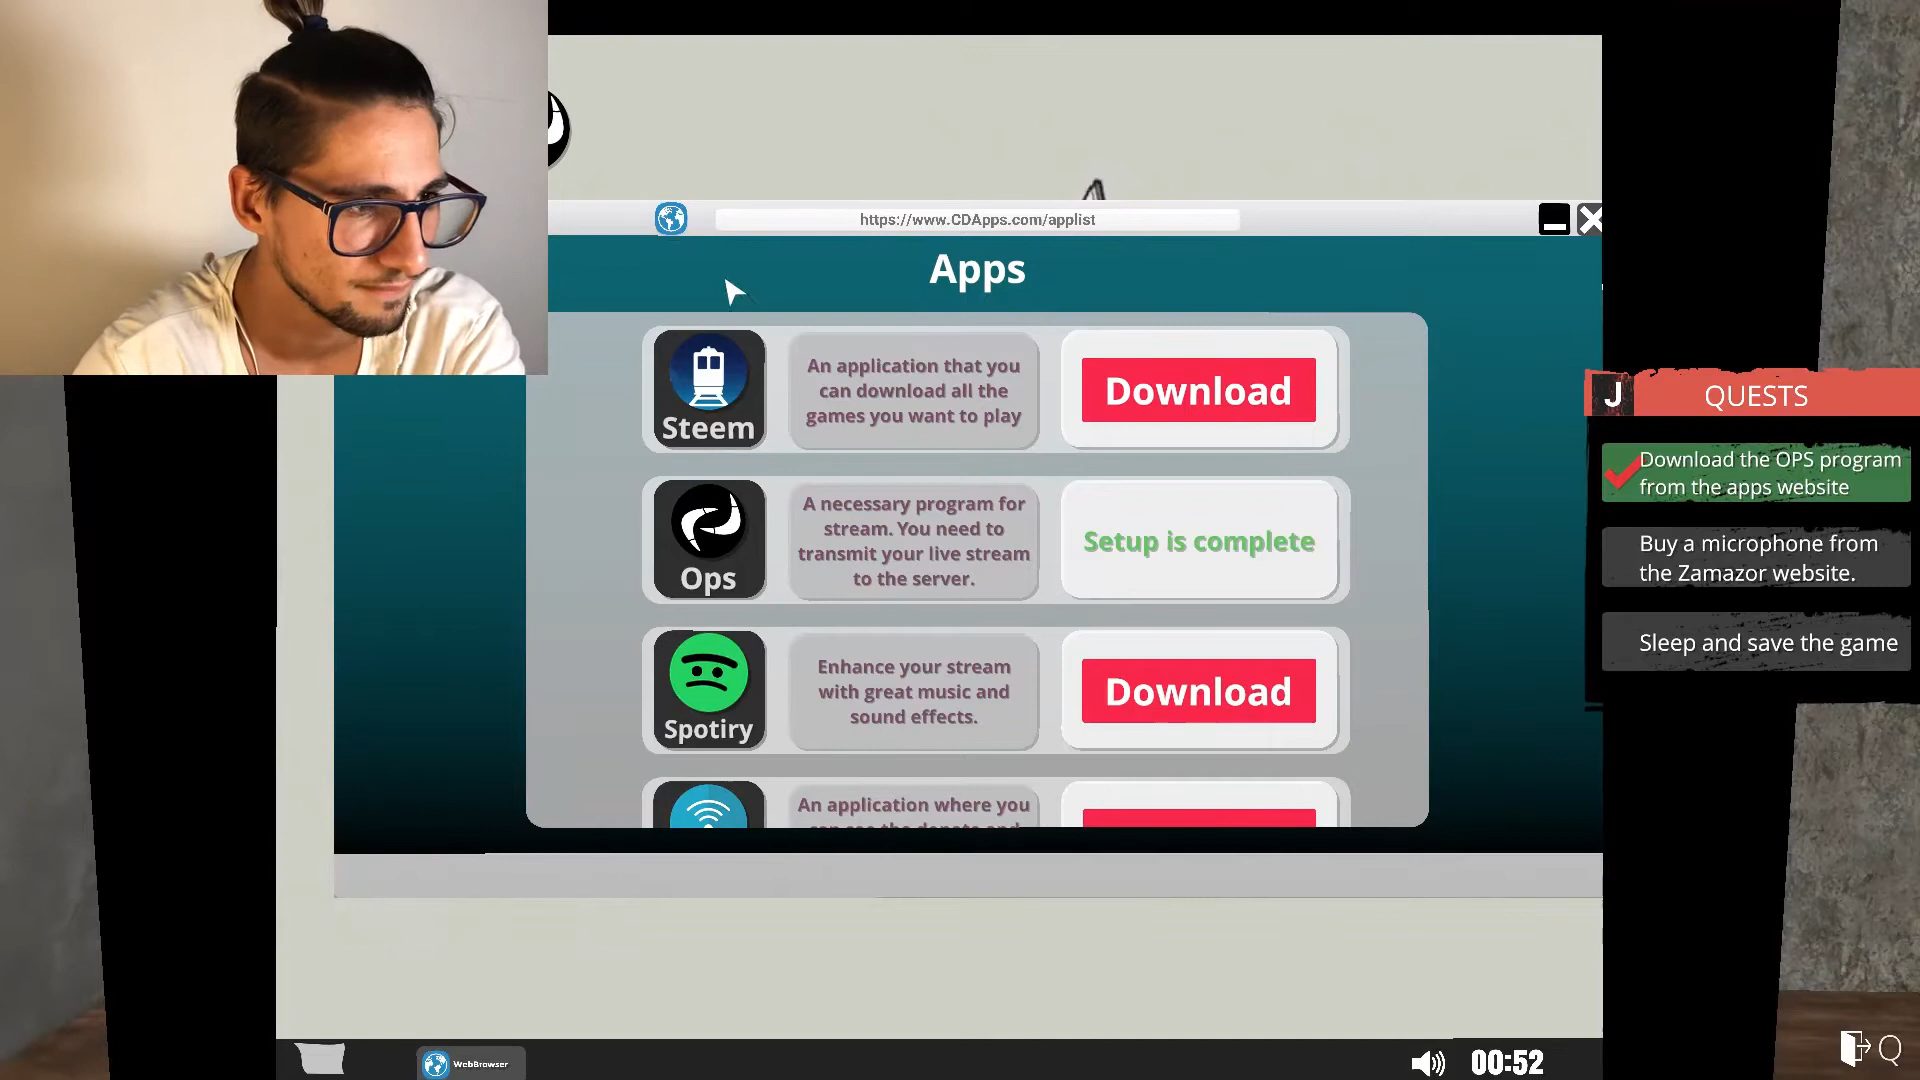 https://www.CDApps.com/applist
Apps
Steem
An application that you
can download all the
games you want to play
Download
Ops
A necessary program for
stream. You need to
transmit your live stream
to the server.
Setup is complete
Spotiry
Enhance your stream
with great music and
sound effects.
Download
An application where you
J QUESTS
Download the OPS program
from the apps website
Buy a microphone from
the Zamazor website.
Sleep and save the game
WebBrowser
00:52
Q